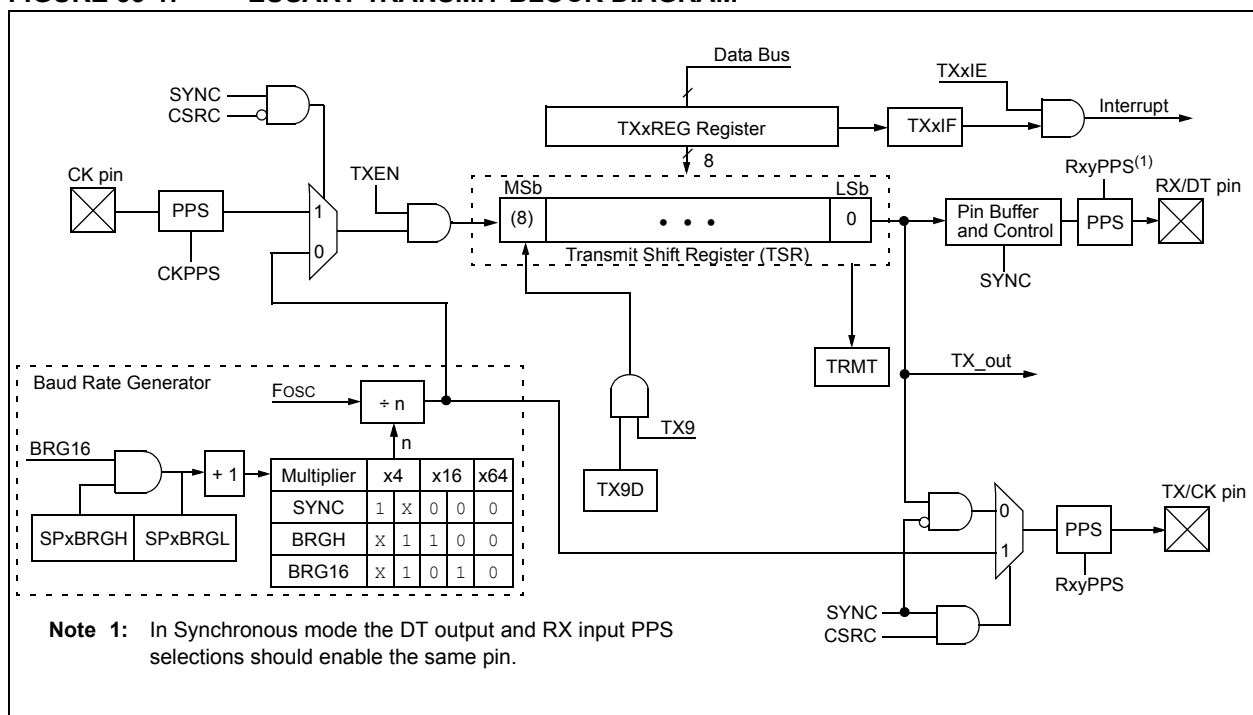 Data Bus
TXxIE
SYNC
CSRC
Interrupt
TXxREG Register
TXxIF
8
CK pin
TXEN
MSb
LSb
RxyPPS(1)
RX/DT pin
PPS
1
(8)
• • •
0
Pin Buffer
and Control
PPS
0
Transmit Shift Register (TSR)
CKPPS
SYNC
TRMT
Baud Rate Generator
FOSC
÷ n
TX_out
n
BRG16
TX9
+ 1
Multiplier x4 x16 x64
TX9D
SYNC 1 X 0 0 0
TX/CK pin
SPxBRGH SPxBRGL
BRGH X 1 1 0 0
0
PPS
BRG16 X 1 0 1 0
1
RxyPPS
SYNC
CSRC
Note 1: In Synchronous mode the DT output and RX input PPS
selections should enable the same pin.